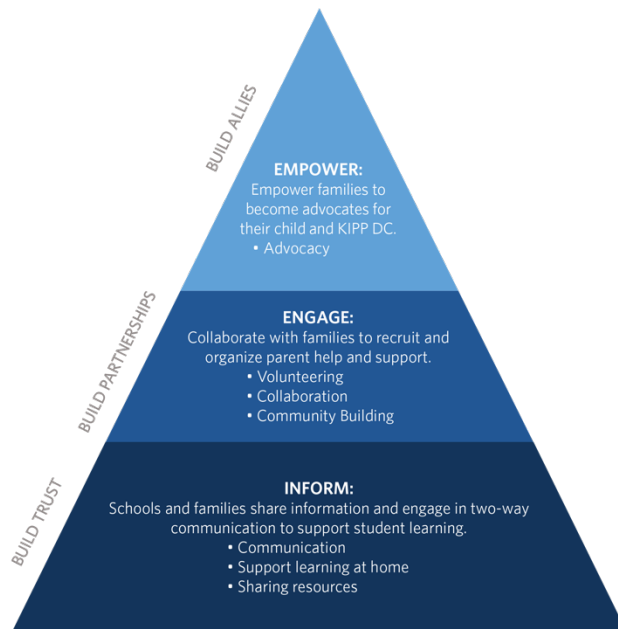 BUILD ALLIES
EMPOWER:
Empower families to
become advocates for
their child and KIPP DC.
• Advocacy
BUILD PARTNERSHIPS
ENGAGE:
Collaborate with families to recruit and
organize parent help and support.
• Volunteering
• Collaboration
• Community Building
BUILD TRUST
INFORM:
Schools and families share information and engage in two-way
communication to support student learning.
• Communication
• Support learning at home
• Sharing resources